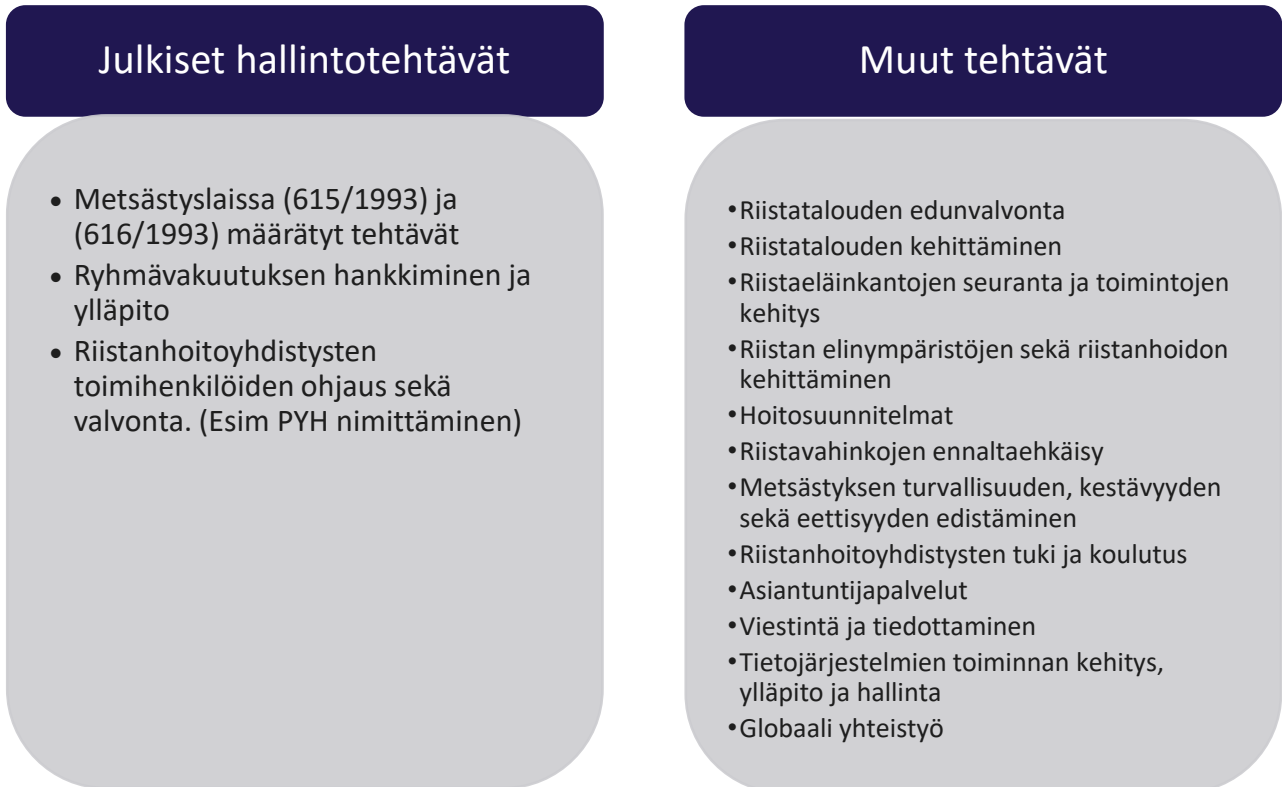 Julkiset hallintotehtävät
• Metsästyslaissa (615/1993) ja
(616/1993) määrätyt tehtävät
• Ryhmävakuutuksen hankkiminen ja
ylläpito
• Riistanhoitoyhdistysten
toimihenkilöiden ohjaus sekä
valvonta. (Esim PYH nimittäminen)
Muut tehtävät
•Riistatalouden edunvalvonta
•Riistatalouden kehittäminen
•Riistaeläinkantojen seuranta ja toimintojen
kehitys
•Riistan elinympäristöjen sekä riistanhoidon
kehittäminen
•Hoitosuunnitelmat
•Riistavahinkojen ennaltaehkäisy
•Metsästyksen turvallisuuden, kestävyyden
sekä eettisyyden edistäminen
•Riistanhoitoyhdistysten tuki ja koulutus
•Asiantuntijapalvelut
•Viestintä ja tiedottaminen
•Tietojärjestelmien toiminnan kehitys,
ylläpito ja hallinta
•Globaali yhteistyö